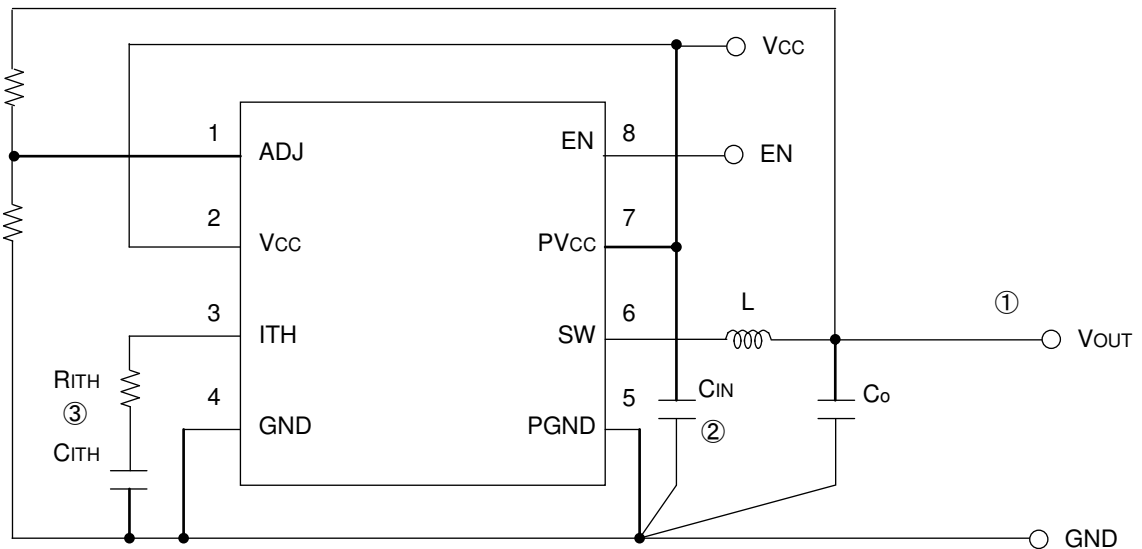 VCC
1
ADJ
EN
8
EN
2
VCC
7
PVCC
3
ITH
6
SW
L
①
VOUT
RITH
③
CITH
4
GND
5
PGND
CIN
②
Co
GND